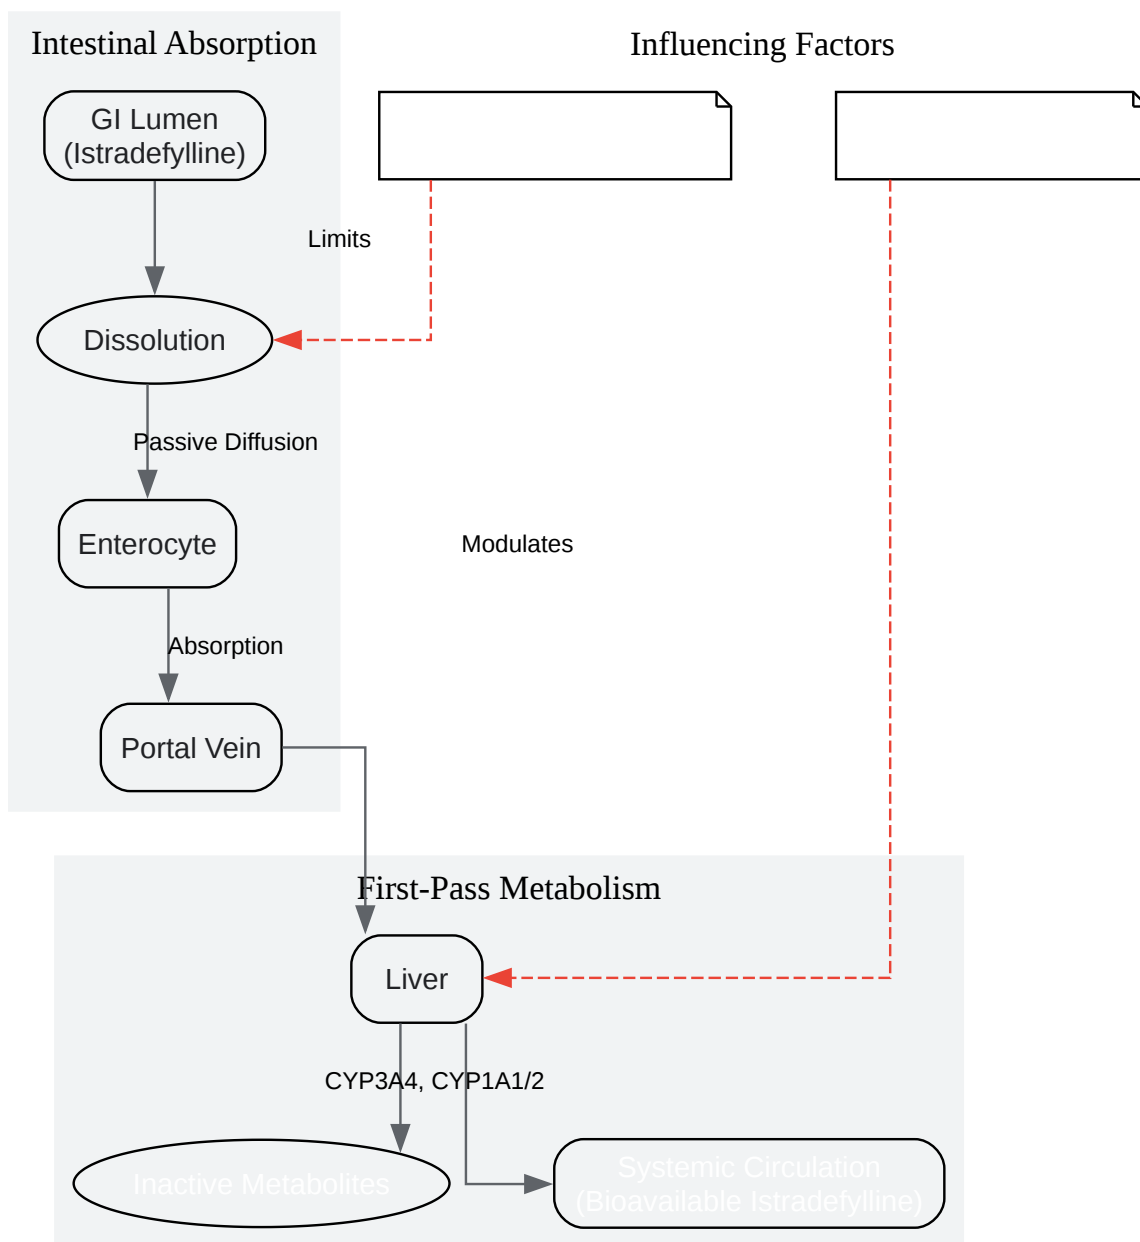 Intestinal Absorption
Influencing Factors
GI Lumen
(Istradefylline)
Limits
Dissolution
Passive Diffusion
Enterocyte
Modulates
Absorption
Portal Vein
First-Pass Metabolism
Liver
CYP3A4, CYP1A1/2
Inactive Metabolites
Systemic Circulation
(Bioavailable Istradefylline)